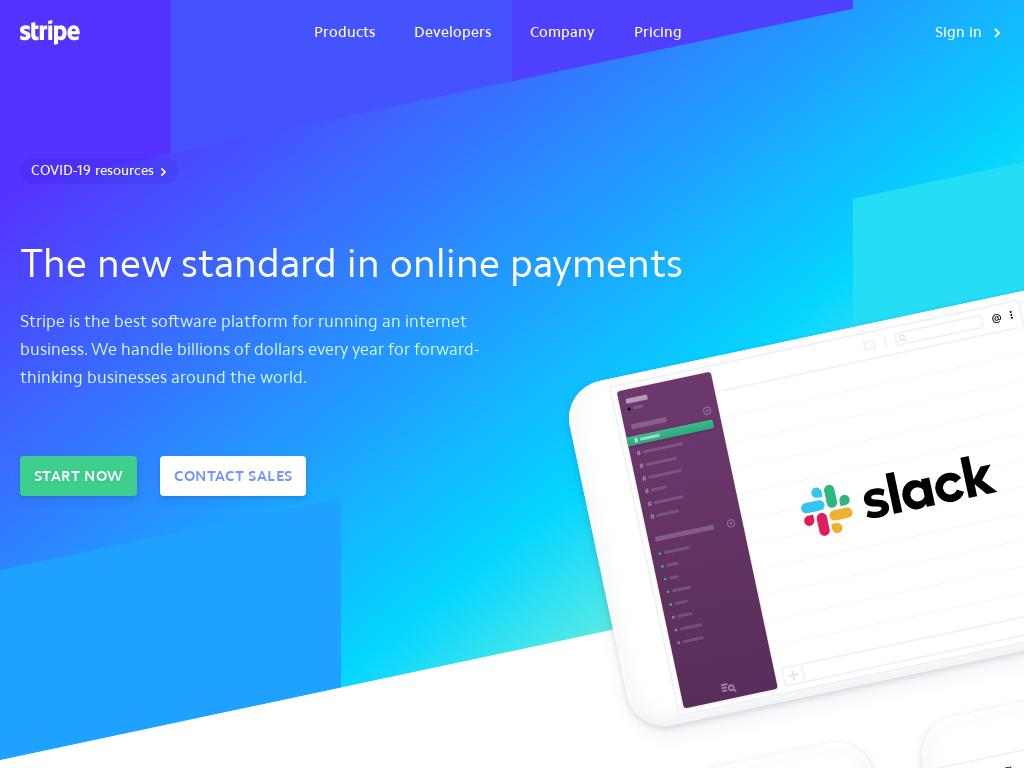 stripe
Products
Developers
Company
Pricing
Sign in
COVID-19 resources
The new standard in online payments
Stripe is the best software platform for running an internet
business. We handle billions of dollars every year for forward-
thinking businesses around the world.
START NOW
CONTACT SALES
@
slack